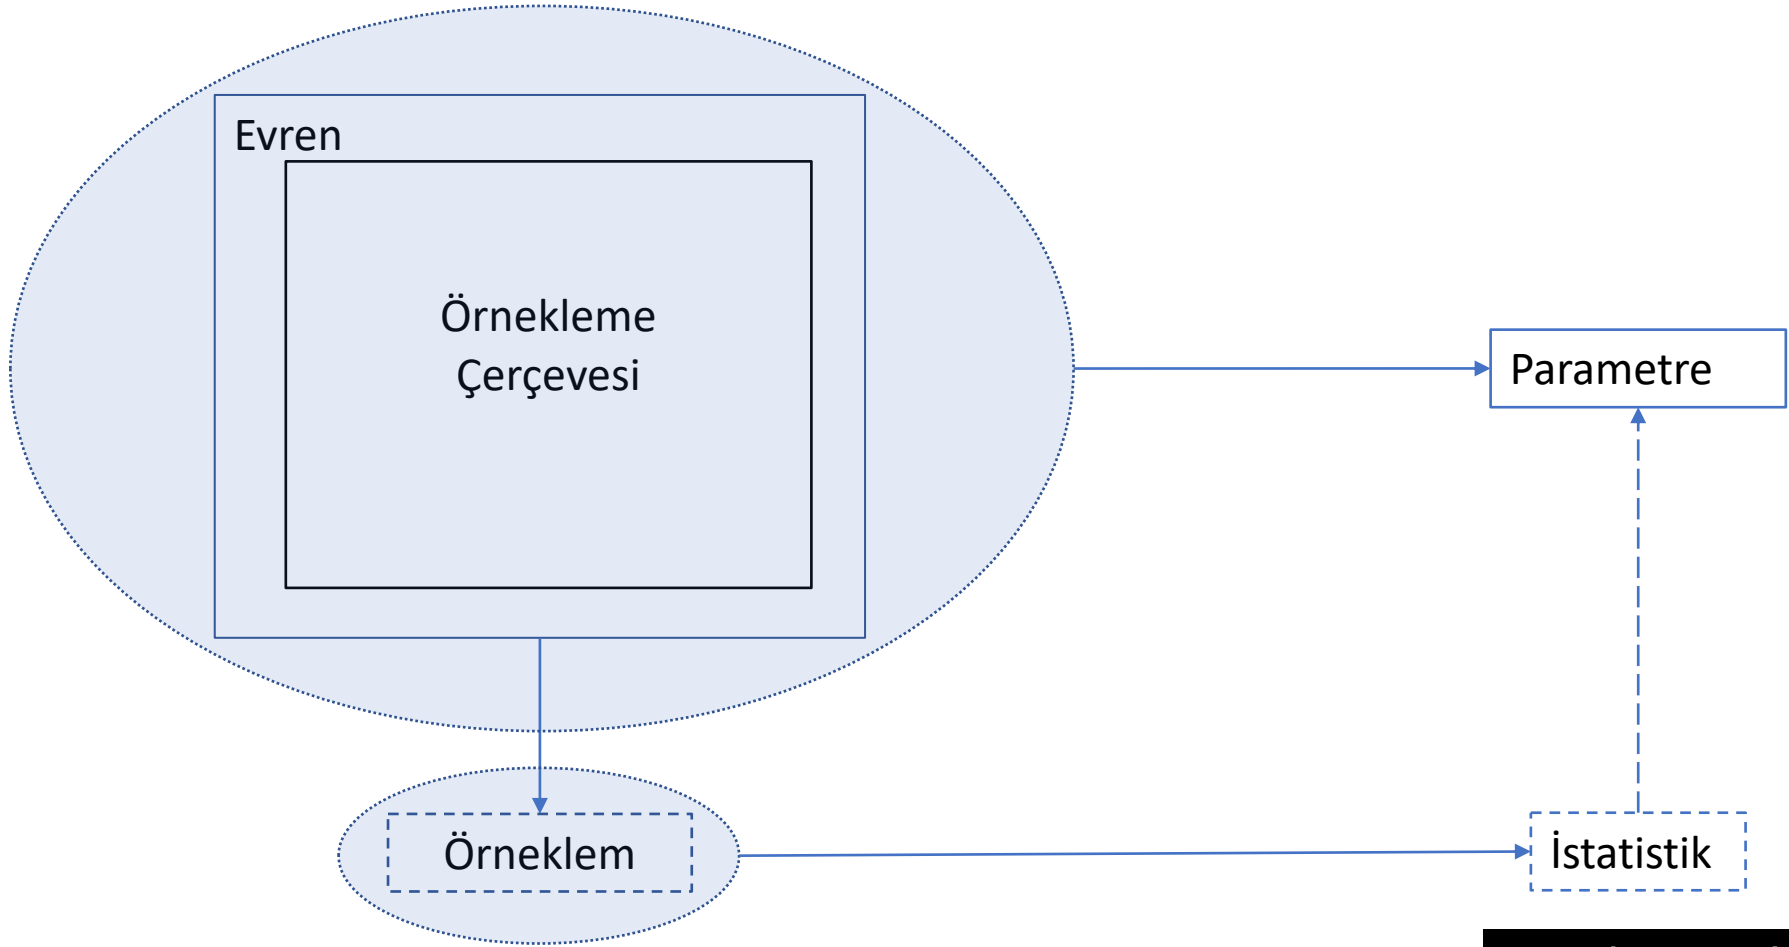 Evren
Örnekleme
Çerçevesi
Parametre
Örneklem
İstatistik